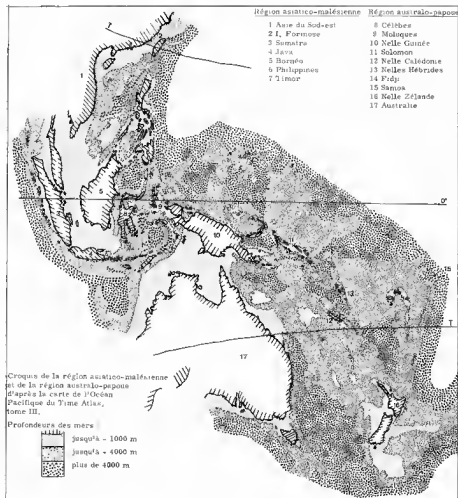 Région asiatico-malésienne
1 Asie du Sud-est
2 I. Formose
3 Sumatra
4 Java
5 Bornéo
6 Philippines
7 Timor
Région australo-papoue
8 Célèbes
9 Moluques
10 Nelle Guinée
11 Solomon
12 Nelle Calédonie
13 Nelles Hébrides
14 Fidji
15 Samoa
16 Nelle Zélande
17 Australie
T
1
5
0°
10
15
T
17
Croquis de la région asiatico-malésienne
et de la région australo-papoue
d'après la carte de l'Océan
Pacifique du Time Atlas,
tome III,
Profondeurs des mers
jusqu'à - 1000 m
jusqu'à - 4000 m
plus de 4000 m